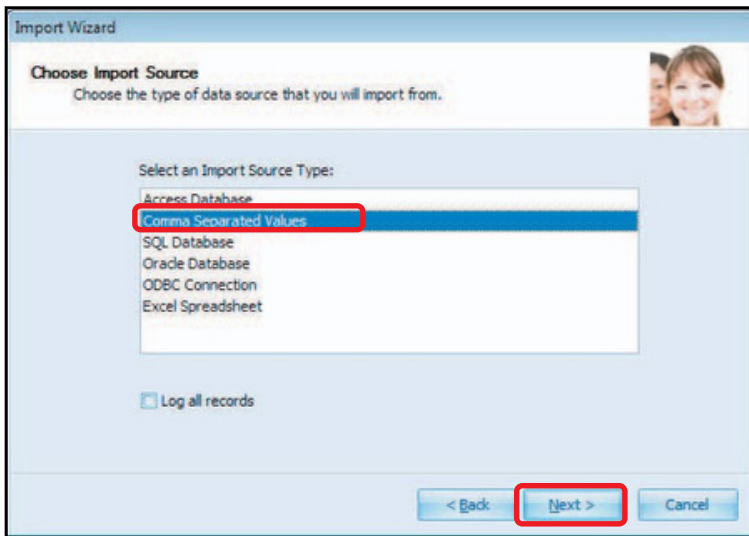 Import Wizard
Choose Import Source
Choose the type of data source that you will import from.
Select an Import Source Type:
Access Database
Comma Separated Values
SQL Database
Oracle Database
ODBC Connection
Excel Spreadsheet
Log all records
< Back Next > Cancel